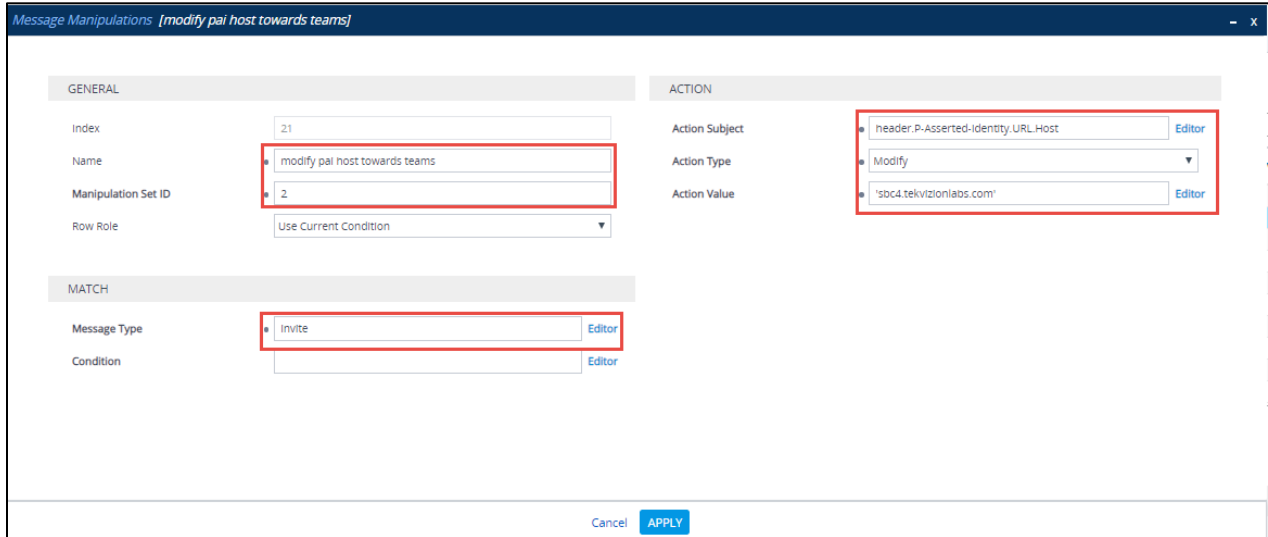 Message Manipulations [modify pai host towards teams] – x
GENERAL
Index 21
Name modify pai host towards teams
Manipulation Set ID 2
Row Role Use Current Condition
MATCH
Message Type Invite Editor
Condition Editor
ACTION
Action Subject header.P-Asserted-Identity.URL.Host Editor
Action Type Modify
Action Value 'sbc4.tekvizionlabs.com' Editor
Cancel APPLY